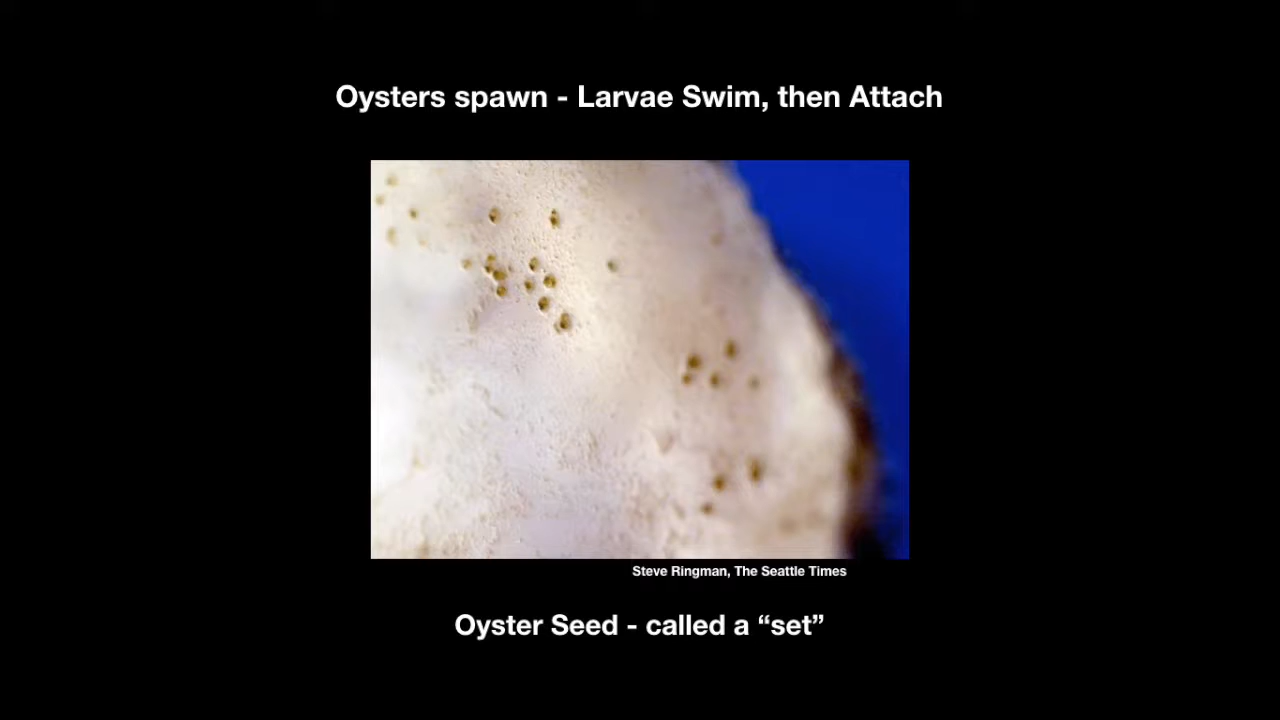 Oysters spawn - Larvae Swim, then Attach
Steve Ringman, The Seattle Times
Oyster Seed - called a “set”